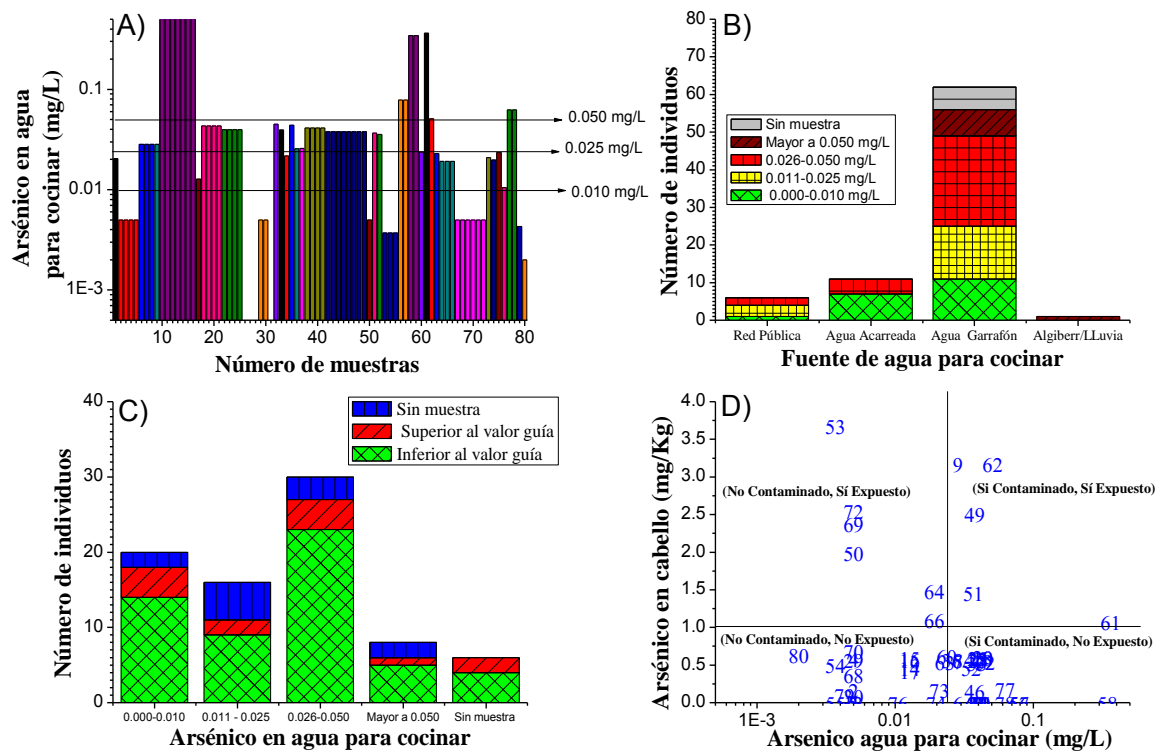 A)
Arsénico en agua
para cocinar (mg/L)
0.1
0.01
1E-3
0.050 mg/L
0.025 mg/L
0.010 mg/L
10 20 30 40 50 60 70 80
Número de muestras
B)
Número de individuos
80
70
60
50
40
30
20
10
0
Sin muestra
Mayor a 0.050 mg/L
0.026-0.050 mg/L
0.011-0.025 mg/L
0.000-0.010 mg/L
Red Pública Agua Acarreada Agua Garrafón Algiberr/LLuvia
Fuente de agua para cocinar
C)
Número de individuos
40
30
20
10
0
Sin muestra
Superior al valor guía
Inferior al valor guía
0.000-0.010 0.011 - 0.025 0.026-0.050 Mayor a 0.050 Sin muestra
Arsénico en agua para cocinar
D)
Arsénico en cabello (mg/Kg)
4.0
3.5
3.0
2.5
2.0
1.5
1.0
0.5
0.0
53
9 62
(No Contaminado, Sí Expuesto)
(Si Contaminado, Sí Expuesto)
72
49
69
50
64
51
66
61
(No Contaminado, No Expuesto)
(Si Contaminado, No Expuesto)
80
70
54
68
17
73
46
77
79
2
76
58
1E-3 0.01 0.1
Arsenico agua para cocinar (mg/L)